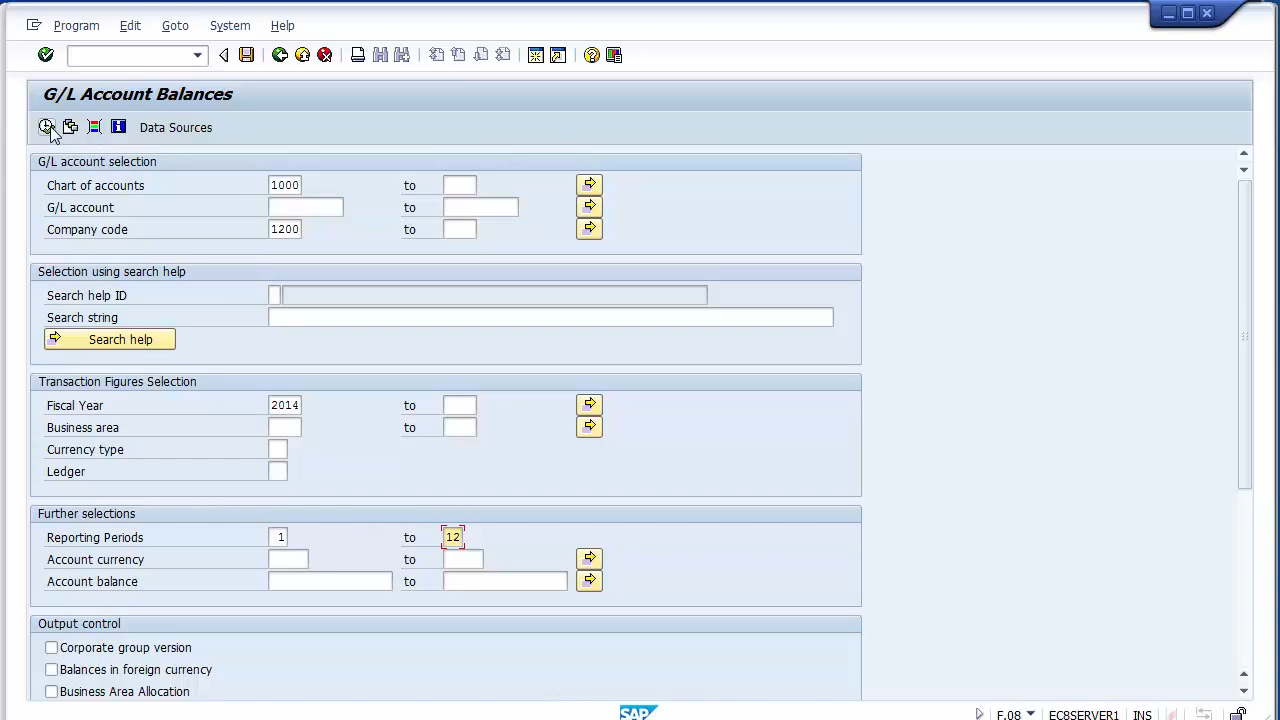 Program Edit Goto System Help
G/L Account Balances
Data Sources
G/L account selection
Chart of accounts 1000 to
G/L account to
Company code 1200 to
Selection using search help
Search help ID
Search string
Search help
Transaction Figures Selection
Fiscal Year 2014 to
Business area to
Currency type
Ledger
Further selections
Reporting Periods 1 to 12
Account currency to
Account balance to
Output control
Corporate group version
Balances in foreign currency
Business Area Allocation
SAP F.08 EC8SERVER1 INS